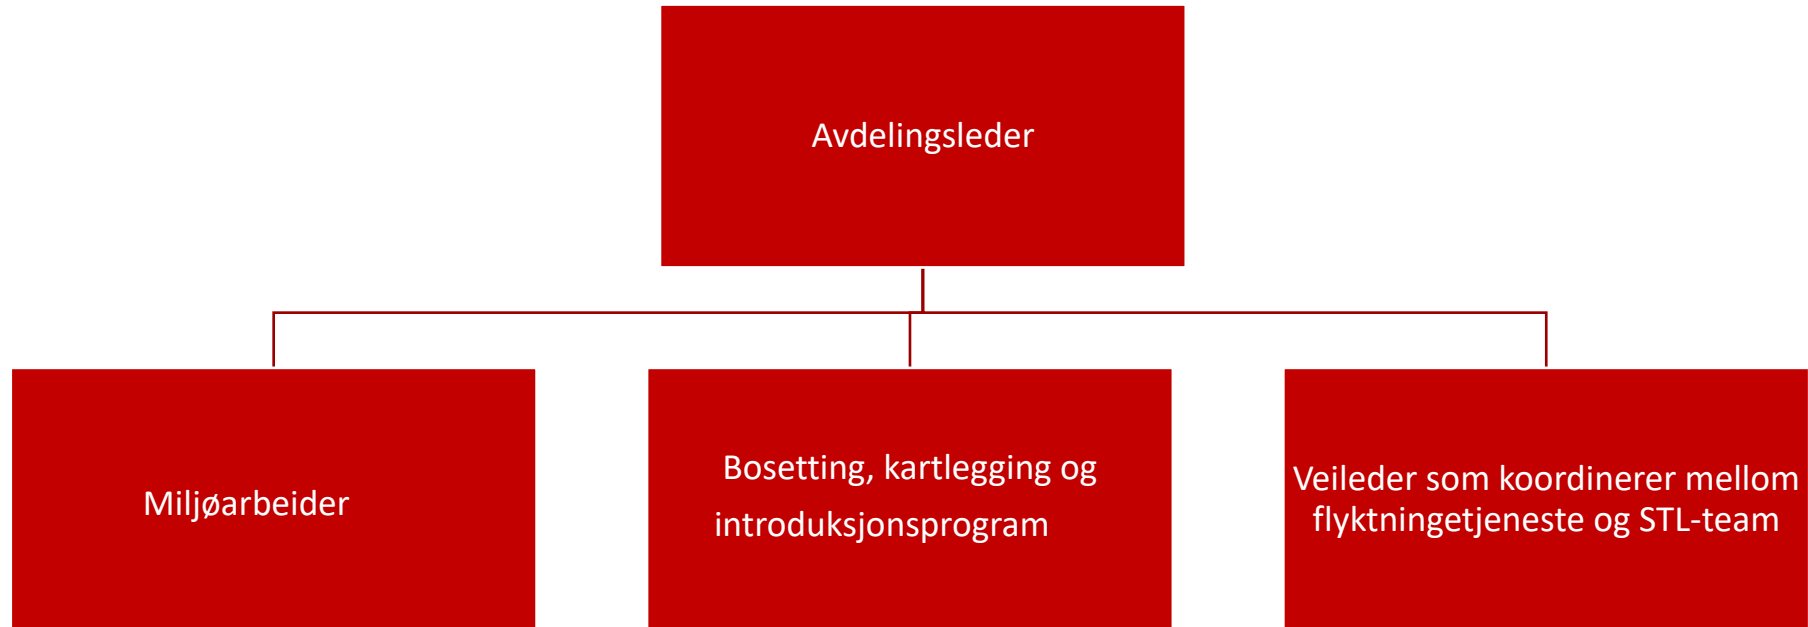 Avdelingsleder
Miljøarbeider
Bosetting, kartlegging og
introduksjonsprogram
Veileder som koordinerer mellom
flyktningetjeneste og STL-team